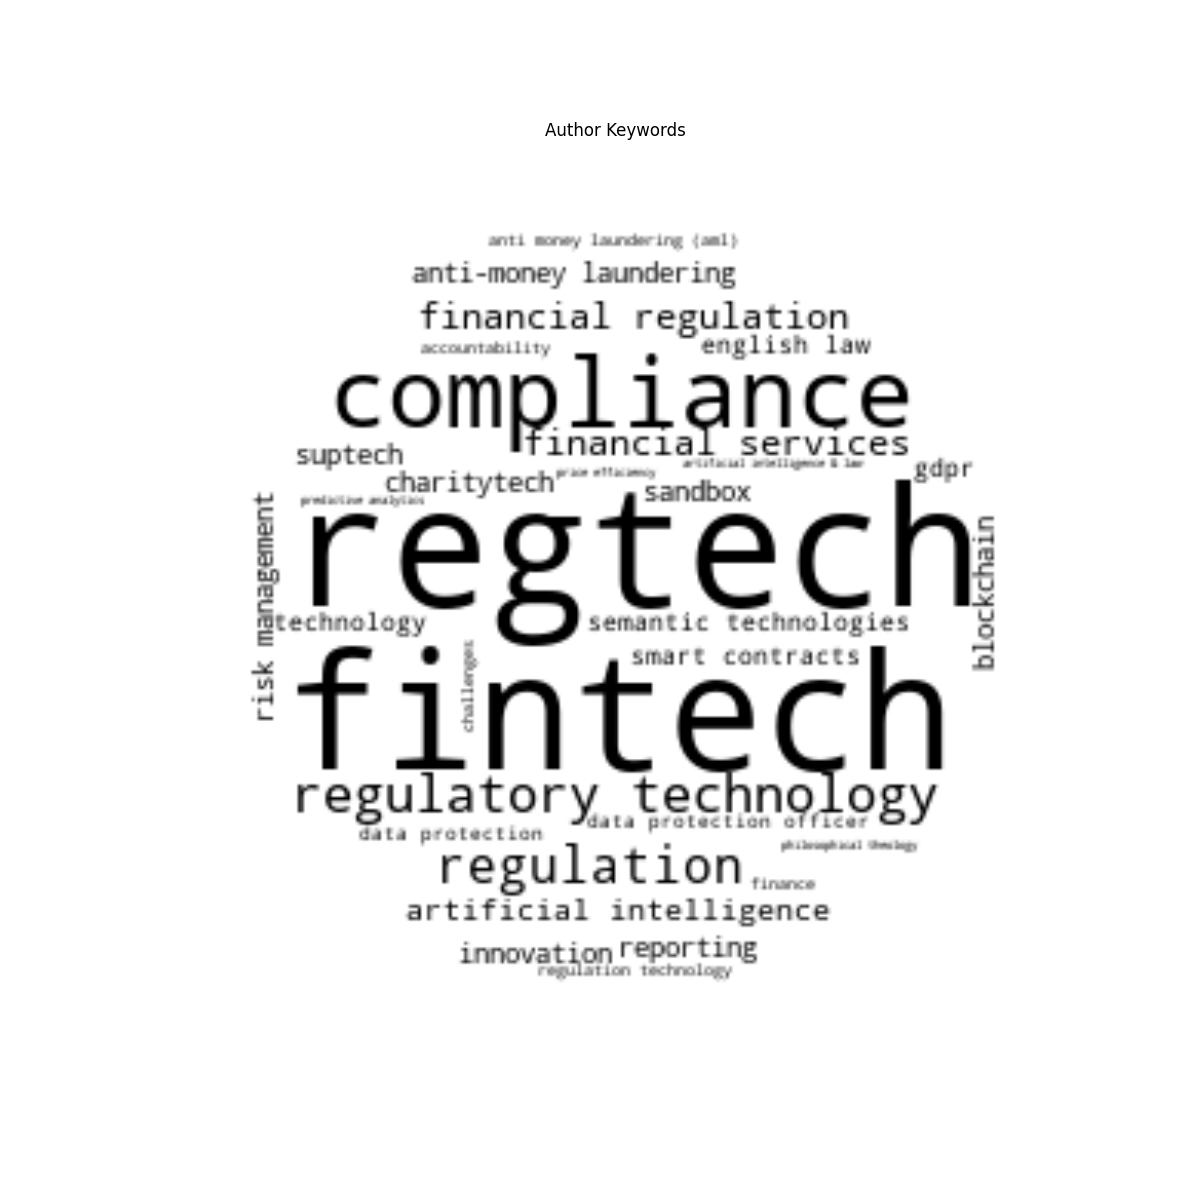 Author Keywords
anti money laundering (aml)
anti-money laundering
financial regulation
accountability
english law
compliance
financial services
suptech
artificial intelligence & law
gdpr
price efficiency
charitytech
sandbox
predictive analytics
regtech
risk management
blockchain
technology
semantic technologies
smart contracts
challenges
fintech
regulatory technology
data protection officer
data protection
philosophical theology
regulation
finance
artificial intelligence
innovation
reporting
regulation technology